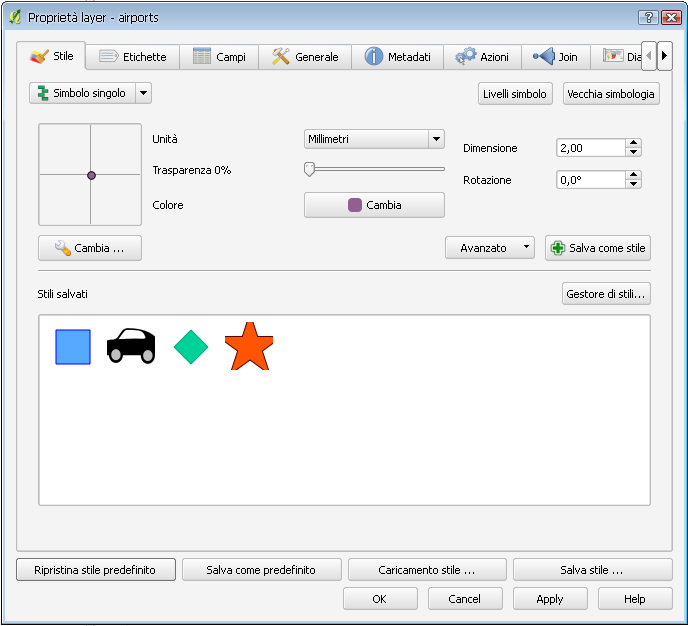 Proprietà layer - airports
Stile
Etichette
Campi
Generale
Metadati
Azioni
Join
Dia
Simbolo singolo
Livelli simbolo
Vecchia simbologia
Unità
Millimetri
Dimensione
2,00
Trasparenza 0%
Rotazione
0,0°
Colore
Cambia
Cambia ...
Avanzato
Salva come stile
Stili salvati
Gestore di stili...
Ripristina stile predefinito
Salva come predefinito
Caricamento stile ...
Salva stile ...
OK
Cancel
Apply
Help